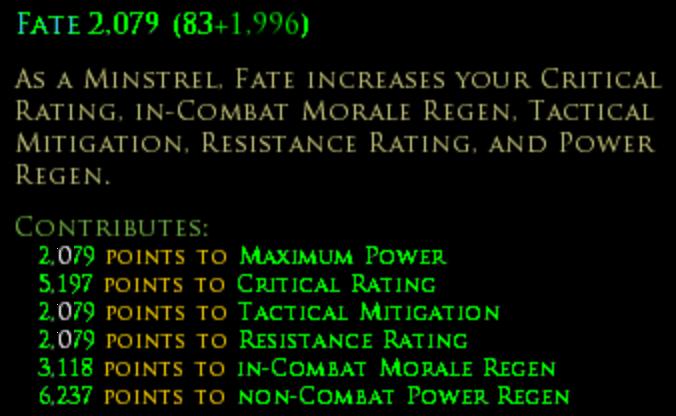 Fate 2,079 (83+1,996)
As a Minstrel, Fate increases your Critical
Rating, in-Combat Morale Regen, Tactical
Mitigation, Resistance Rating, and Power
Regen.
Contributes:
2,079 points to Maximum Power
5,197 points to Critical Rating
2,079 points to Tactical Mitigation
2,079 points to Resistance Rating
3,118 points to in-Combat Morale Regen
6,237 points to non-Combat Power Regen